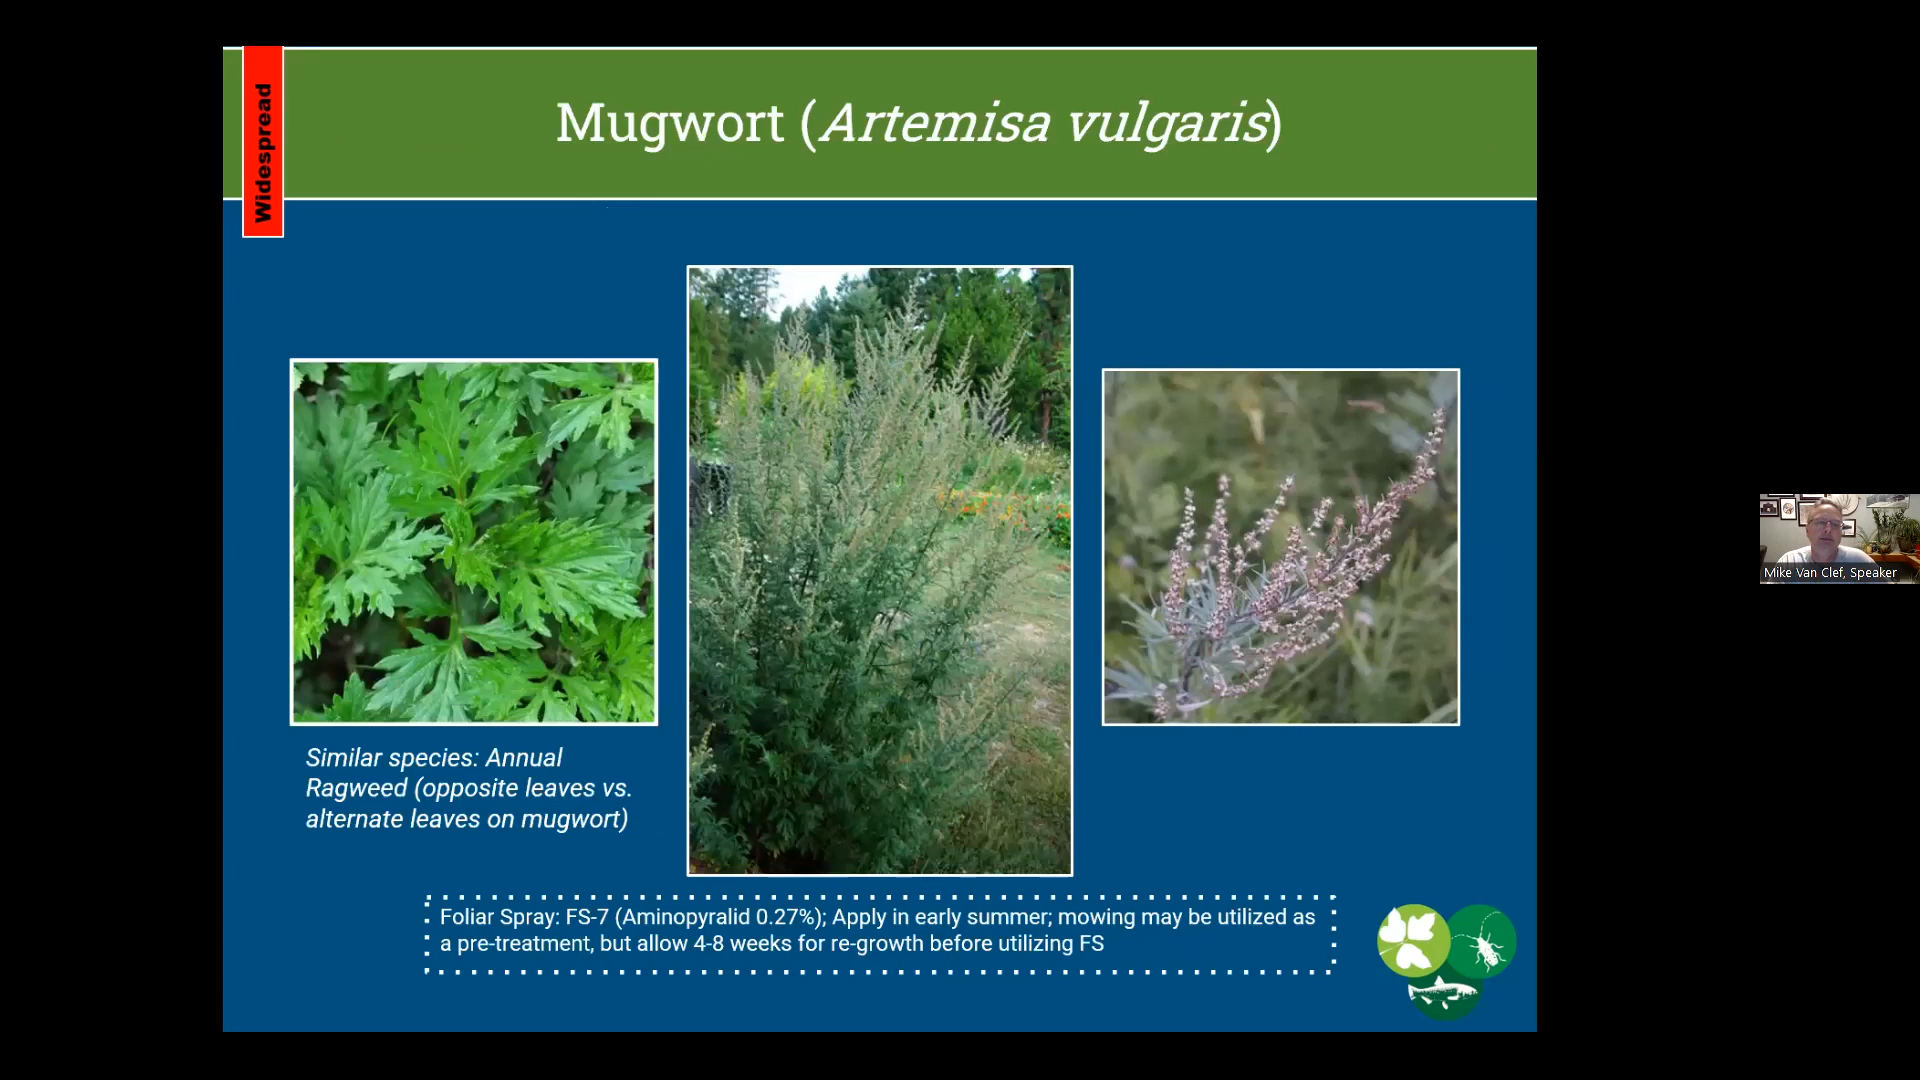 Widespread
Mugwort (Artemisa vulgaris)
Similar species: Annual
Ragweed (opposite leaves vs.
alternate leaves on mugwort)
Foliar Spray: FS-7 (Aminopyralid 0.27%); Apply in early summer; mowing may be utilized as
a pre-treatment, but allow 4-8 weeks for re-growth before utilizing FS
Mike Van Clef, Speaker